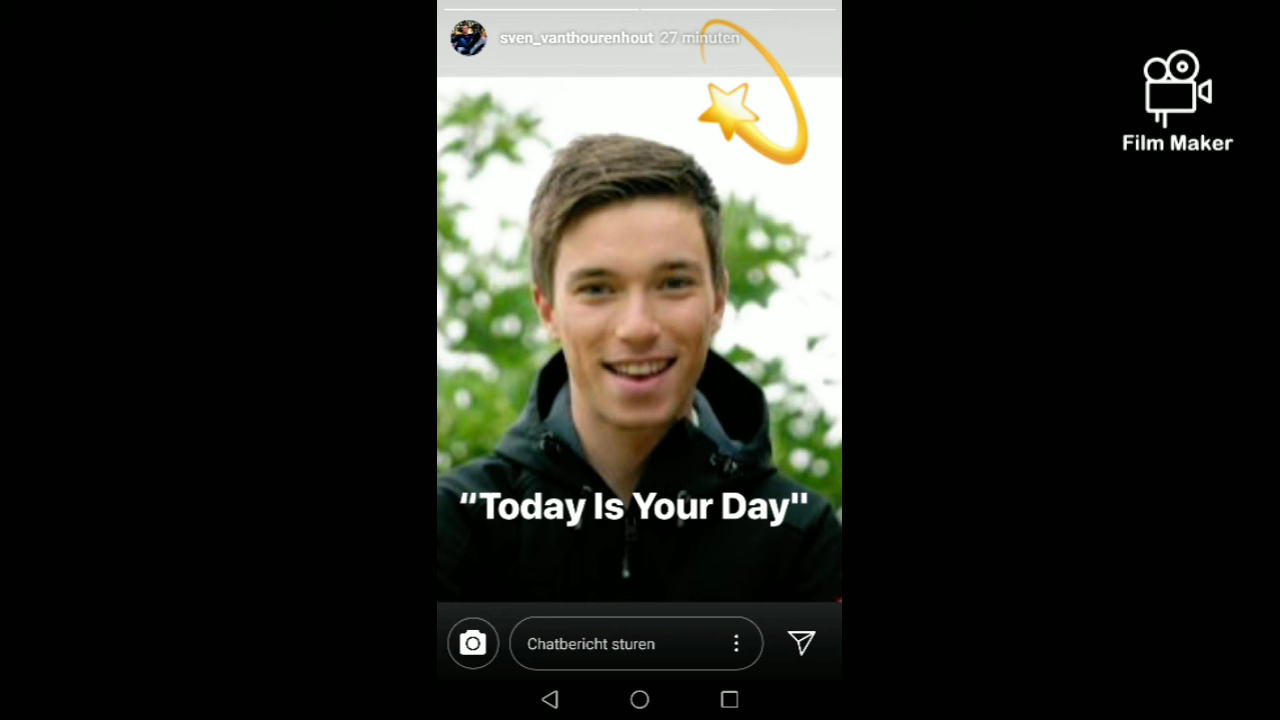 sven_vanthourenhout 27 minuten
Film Maker
“Today Is Your Day"
Chatbericht sturen